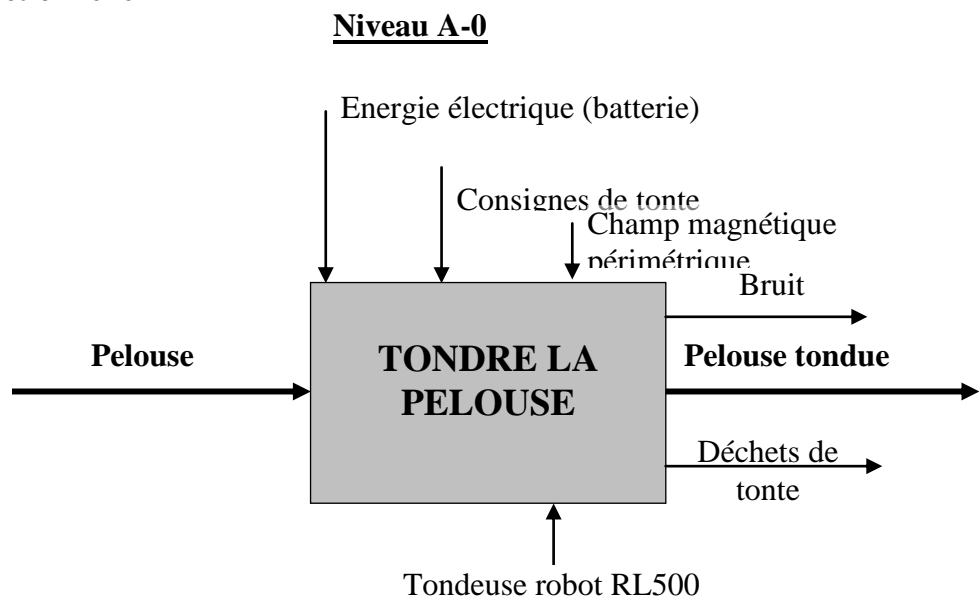 Niveau A-0
Energie électrique (batterie)
Consignes de tonte
Champ magnétique
périmétrique
Bruit
Pelouse
TONDRE LA
PELOUSE
Pelouse tondue
Déchets de
tonte
Tondeuse robot RL500